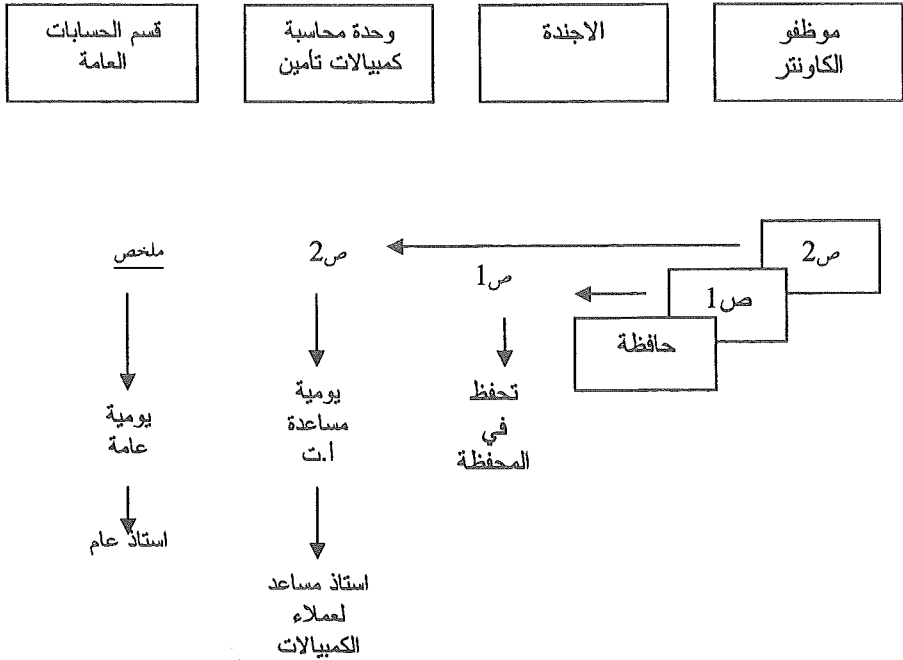 موظفو
الكاونتر
الاجندة
وحدة محاسبة
كمبيالات تأمين
قسم الحسابات
العامة
ص2
ص1
حافظة
ص1
تحفظ
في
المحفظة
ص2
يومية
مساعدة
أ.ت
استاذ مساعد
لعملاء
الكمبيالات
ملخص
يومية
عامة
استاذ عام